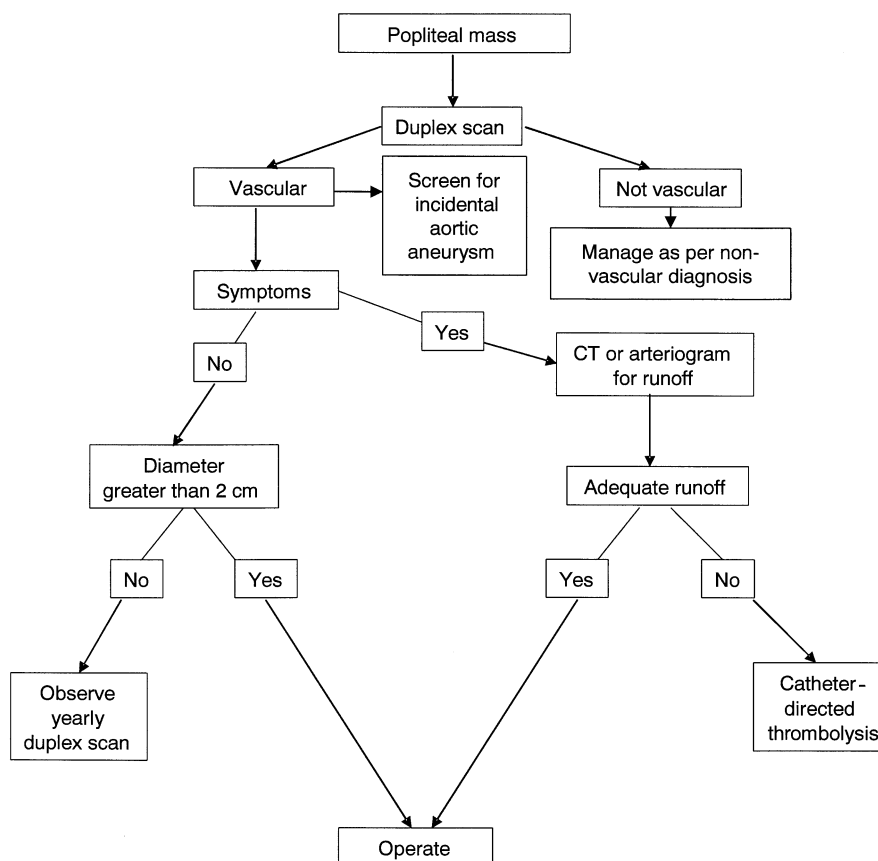 Popliteal mass
Duplex scan
Vascular
Screen for
incidental
aortic
aneurysm
Not vascular
Manage as per non-
vascular diagnosis
Symptoms
Yes
No
CT or arteriogram
for runoff
Diameter
greater than 2 cm
Adequate runoff
No
Yes
Yes
No
Observe
yearly
duplex scan
Catheter-
directed
thrombolysis
Operate